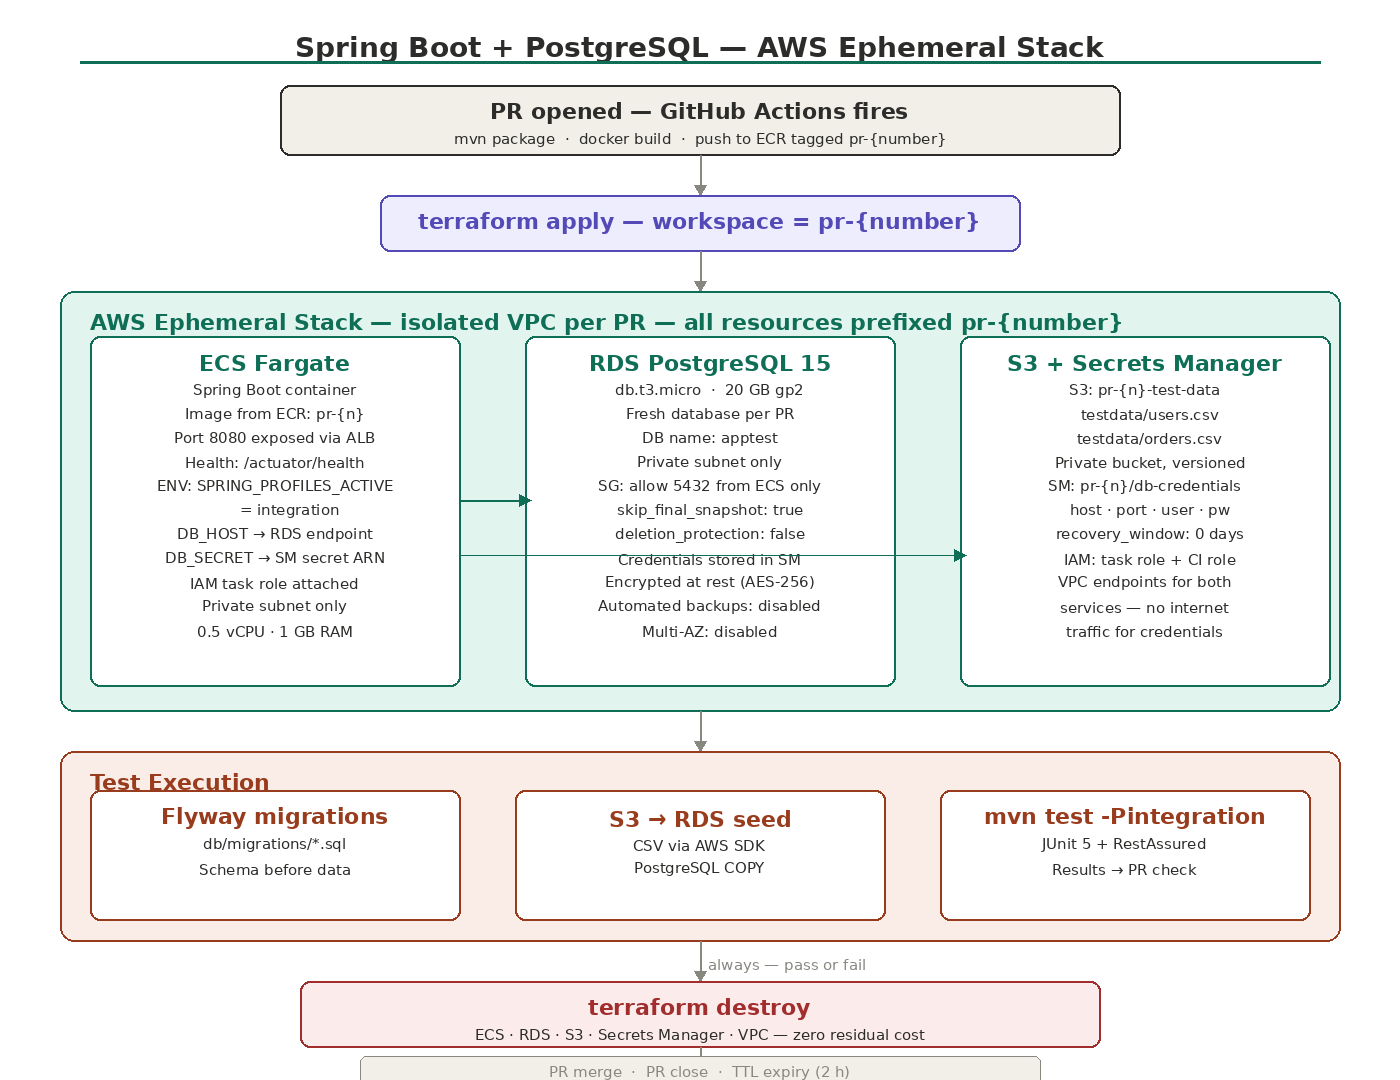 Spring Boot + PostgreSQL — AWS Ephemeral Stack
PR opened — GitHub Actions fires
mvn package · docker build · push to ECR tagged pr-{number}
terraform apply — workspace = pr-{number}
AWS Ephemeral Stack — isolated VPC per PR — all resources prefixed pr-{number}
ECS Fargate
Spring Boot container
Image from ECR: pr-{n}
Port 8080 exposed via ALB
Health: /actuator/health
ENV: SPRING_PROFILES_ACTIVE
= integration
DB_HOST → RDS endpoint
DB_SECRET → SM secret ARN
IAM task role attached
Private subnet only
0.5 vCPU · 1 GB RAM
RDS PostgreSQL 15
db.t3.micro · 20 GB gp2
Fresh database per PR
DB name: apptest
Private subnet only
SG: allow 5432 from ECS only
skip_final_snapshot: true
deletion_protection: false
Credentials stored in SM
Encrypted at rest (AES-256)
Automated backups: disabled
Multi-AZ: disabled
S3 + Secrets Manager
S3: pr-{n}-test-data
testdata/users.csv
testdata/orders.csv
Private bucket, versioned
SM: pr-{n}/db-credentials
host · port · user · pw
recovery_window: 0 days
IAM: task role + CI role
VPC endpoints for both
services — no internet
traffic for credentials
Test Execution
Flyway migrations
db/migrations/*.sql
Schema before data
S3 → RDS seed
CSV via AWS SDK
PostgreSQL COPY
mvn test -Pintegration
JUnit 5 + RestAssured
Results → PR check
always — pass or fail
terraform destroy
ECS · RDS · S3 · Secrets Manager · VPC — zero residual cost
PR merge · PR close · TTL expiry (2 h)